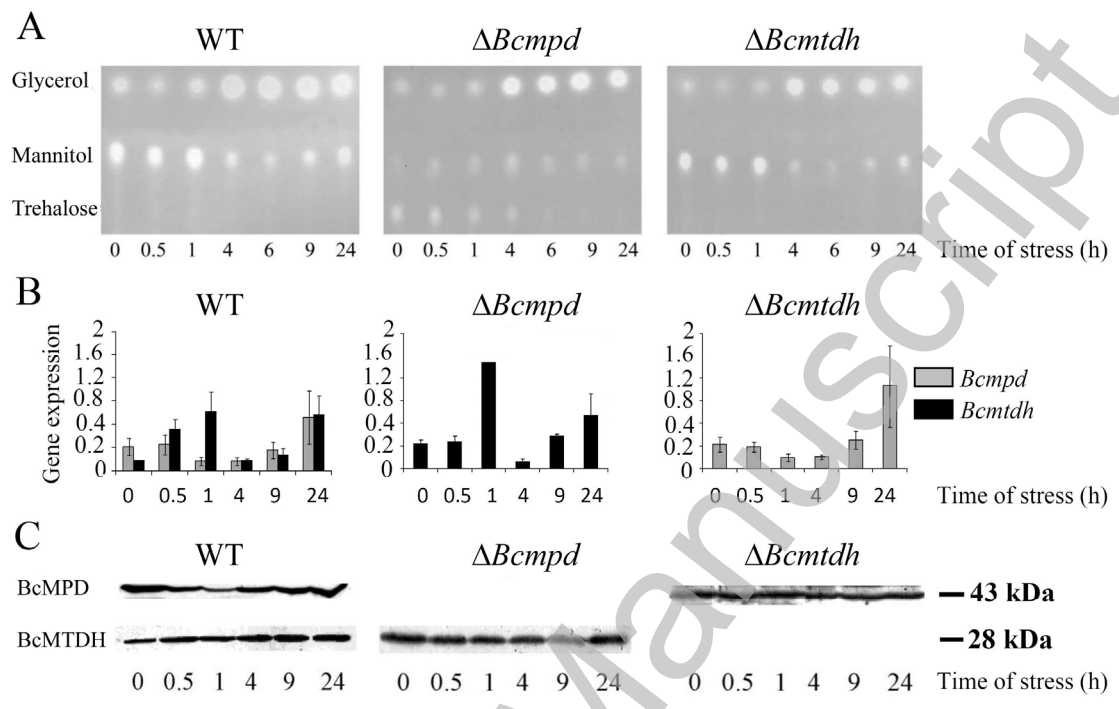 A
WT ΔBcmpd ΔBcmtdh
Glycerol
Mannitol
Trehalose
0 0.5 1 4 6 9 24 0 0.5 1 4 6 9 24 0 0.5 1 4 6 9 24 Time of stress (h)
B
WT ΔBcmpd ΔBcmtdh
Gene expression
2 2 2
1.6 1.6 1.6
1.2 1.2 1.2
0.4 0.4 0.4
0.2 0.2 0.2
0 0 0
Bcmpd
Bcmtdh
0 0.5 1 4 9 24 0 0.5 1 4 9 24 0 0.5 1 4 9 24 Time of stress (h)
C
WT ΔBcmpd ΔBcmtdh
BcMPD 43 kDa
BcMTDH 28 kDa
0 0.5 1 4 9 24 0 0.5 1 4 9 24 0 0.5 1 4 9 24 Time of stress (h)
Manuscript